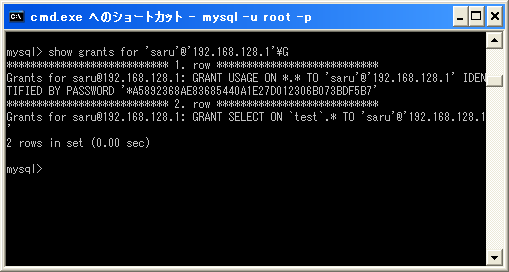 cmd.exe へのショートカット - mysql -u root -p
mysql> show grants for 'saru'@'192.168.128.1'¥G
*************************** 1. row ***************************
Grants for saru@192.168.128.1: GRANT USAGE ON *.* TO 'saru'@'192.168.128.1' IDEN
TIFIED BY PASSWORD '*A5892368AE83685440A1E27D012306B073BDF5B7'
*************************** 2. row ***************************
Grants for saru@192.168.128.1: GRANT SELECT ON `test`.* TO 'saru'@'192.168.128.1
'
2 rows in set (0.00 sec)
mysql>